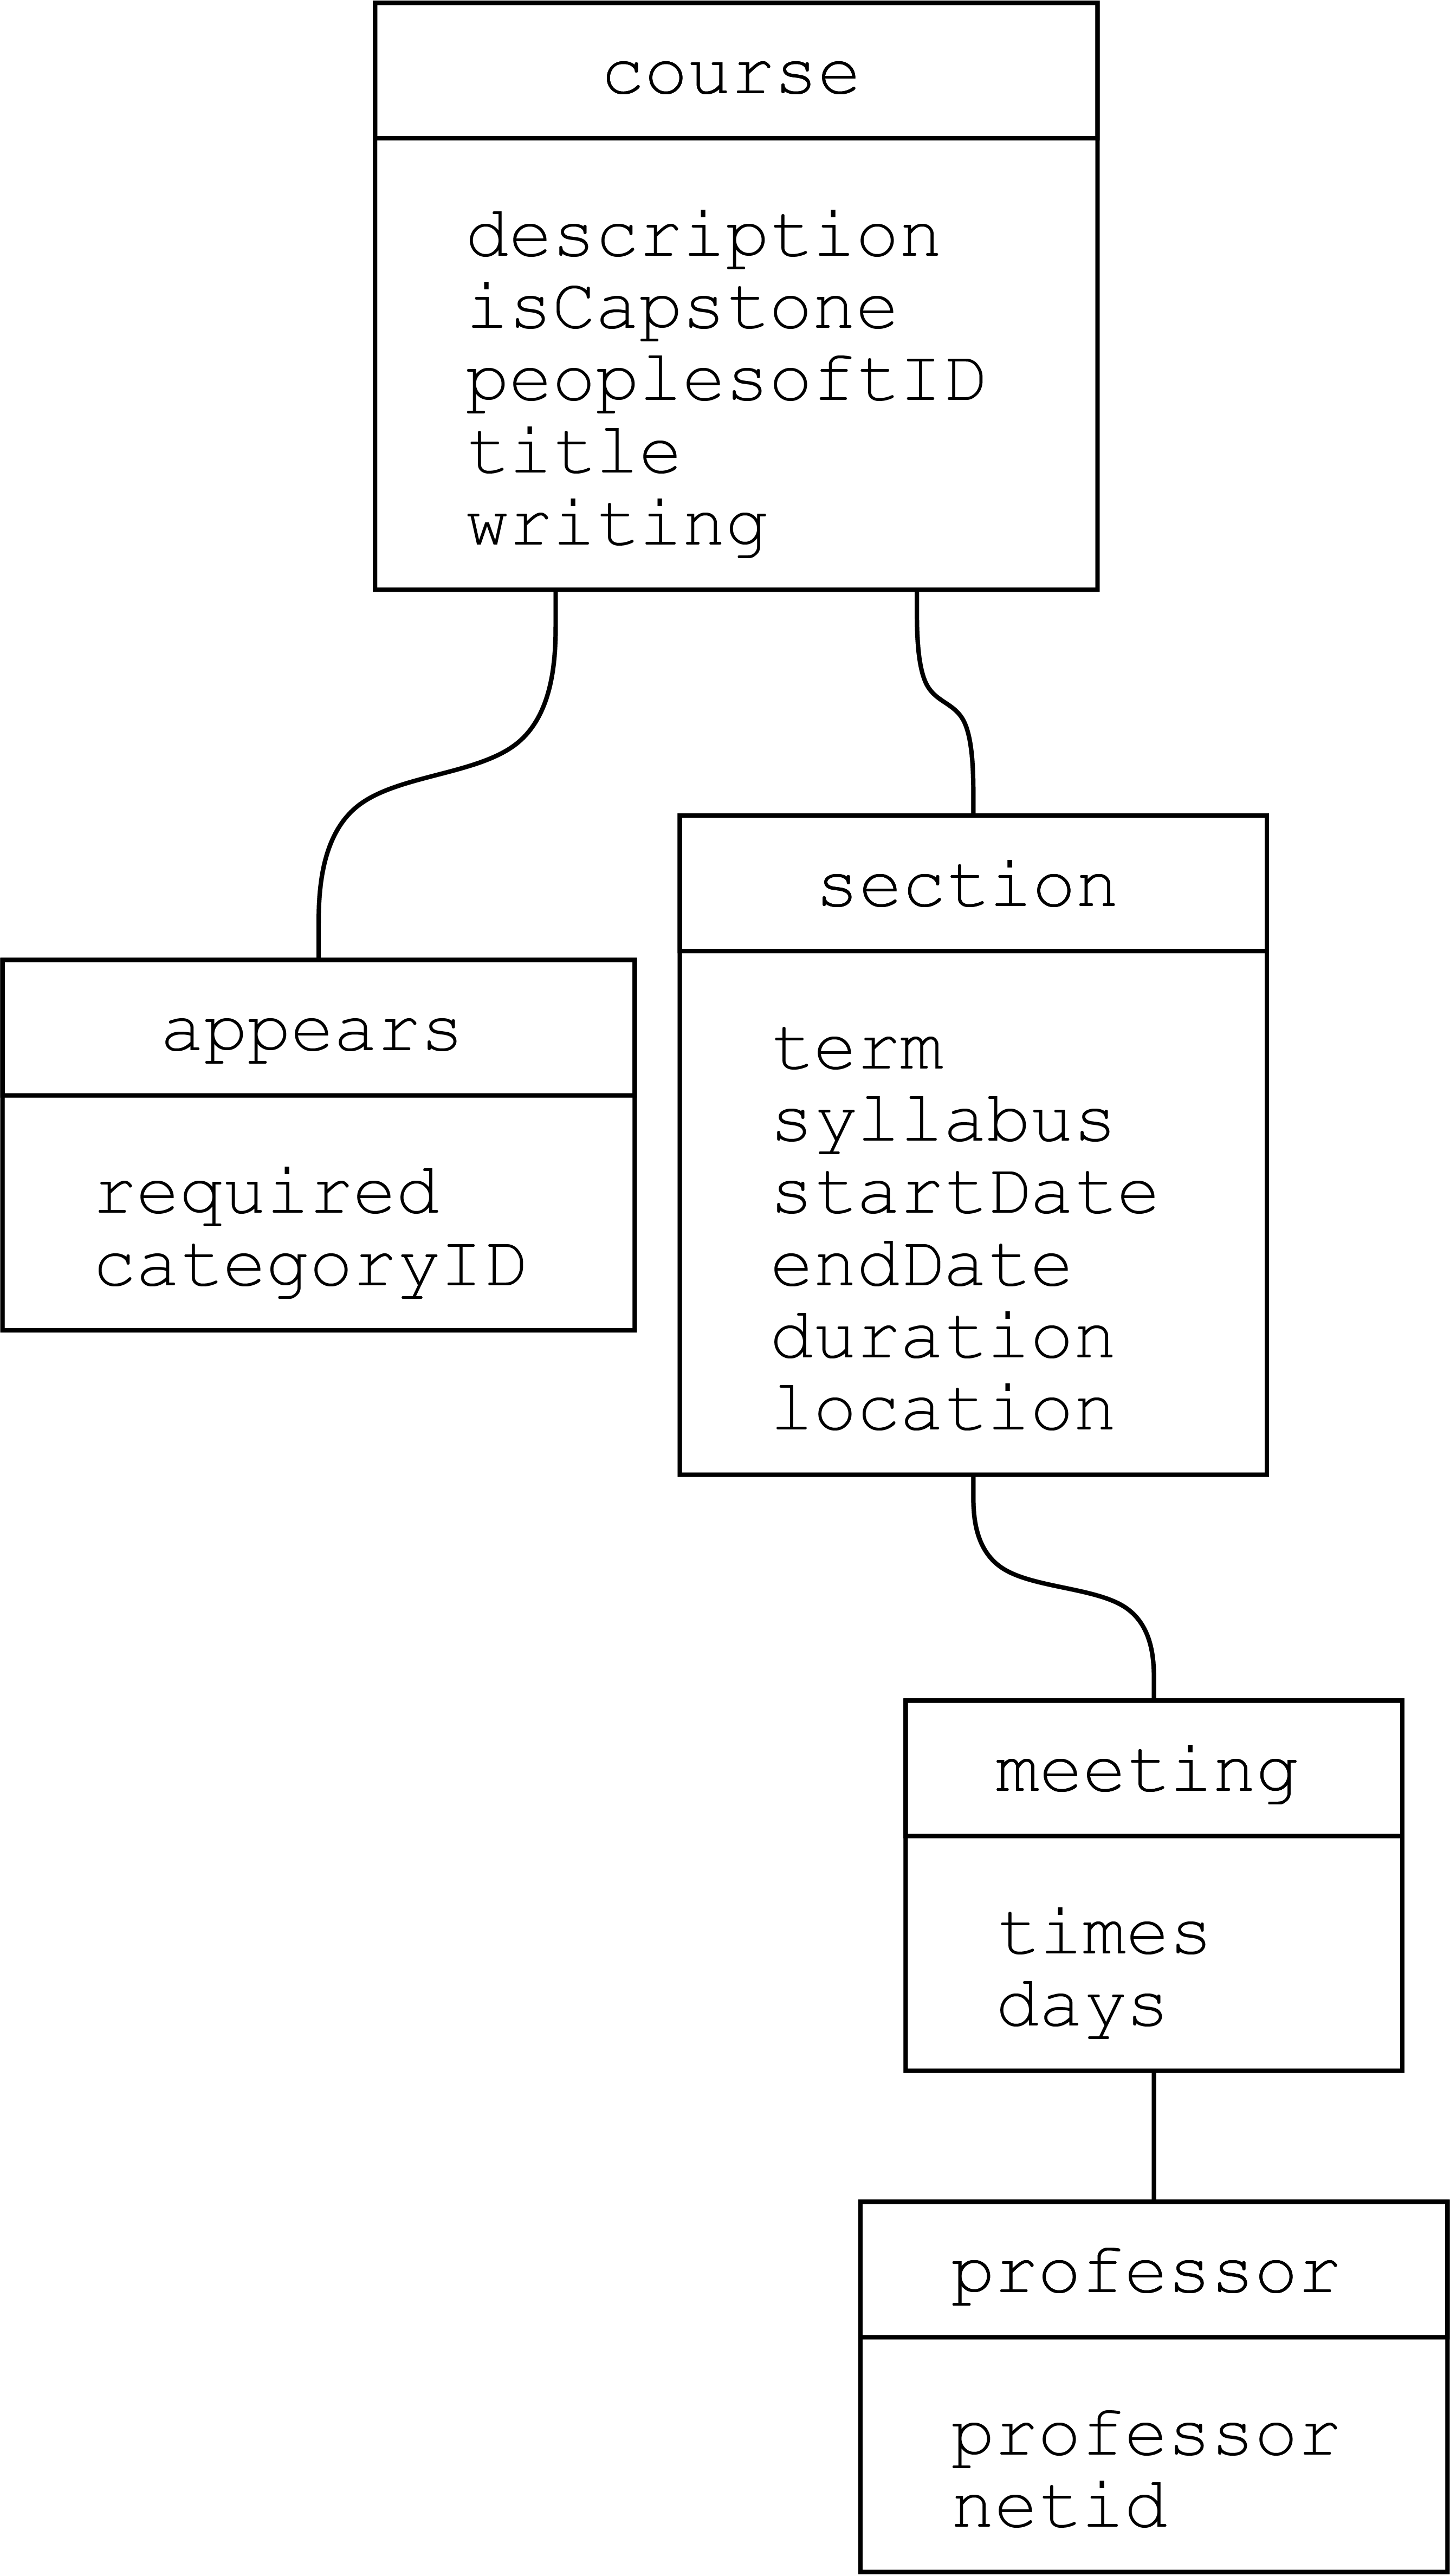 course
description
isCapstone
peoplesoftID
title
writing
appears
required
categoryID
section
term
syllabus
startDate
endDate
duration
location
meeting
times
days
professor
professor
netid